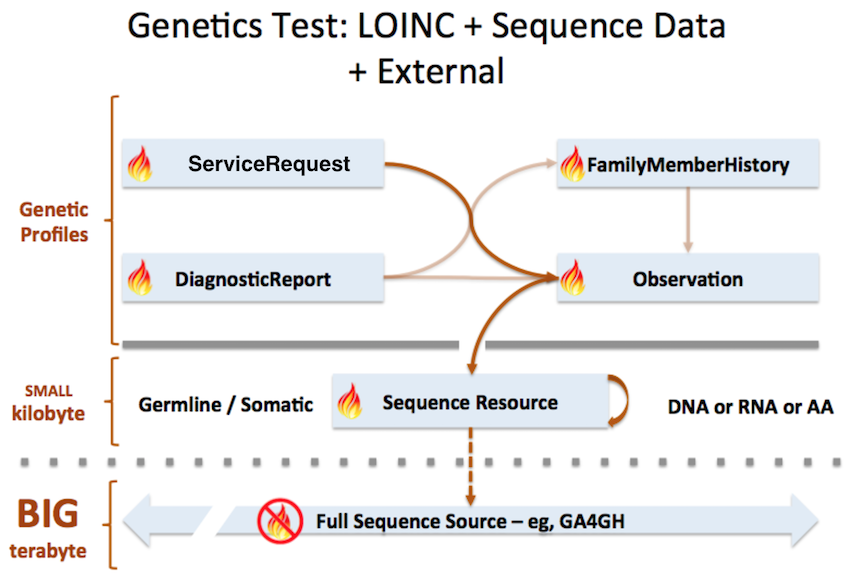 Genetics Test: LOINC + Sequence Data
+ External
Genetic
Profiles
ServiceRequest
FamilyMemberHistory
DiagnosticReport
Observation
SMALL
kilobyte
Germline / Somatic
Sequence Resource
DNA or RNA or AA
BIG
terabyte
Full Sequence Source – eg, GA4GH